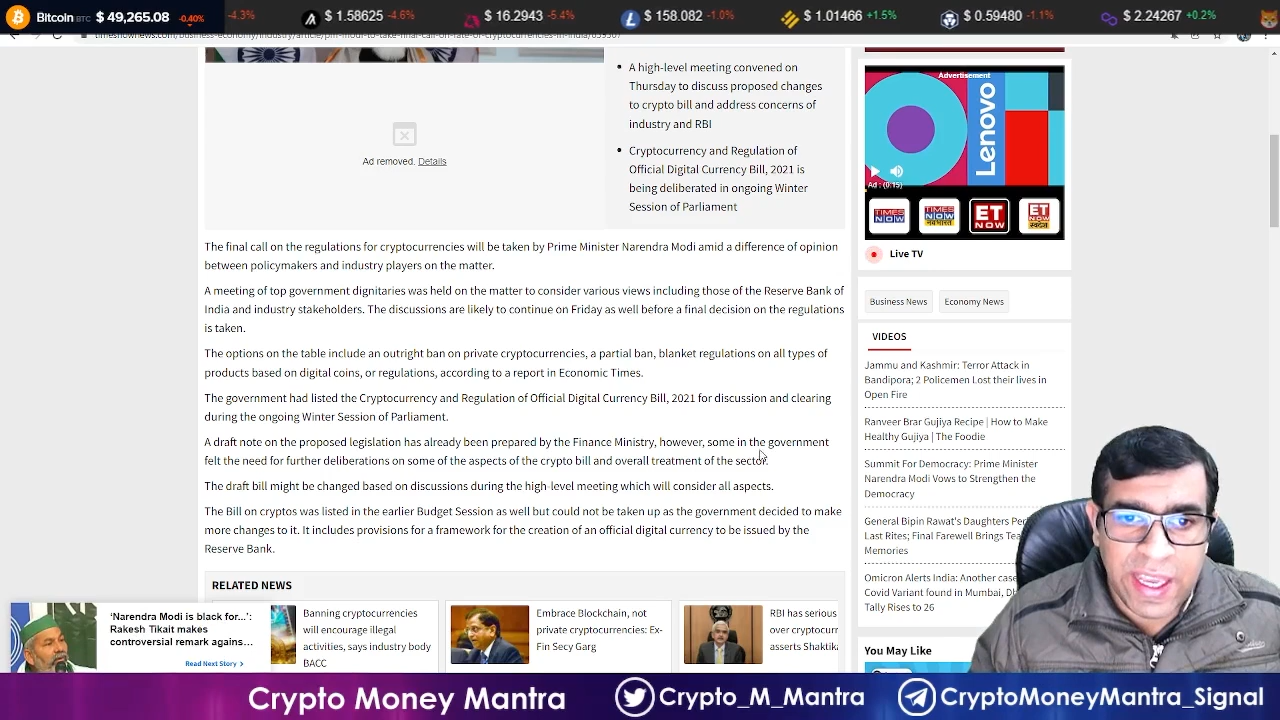 Bitcoin BTC $ 49,265.08 -0.40% -4.3% $ 1.58625 -4.6% $ 16.2943 -5.4% $ 158.082 -1.0% $ 1.01466 +1.5% $ 0.59480 -1.1% $ 2.24267 +0.2%
A high-level meeting convened on
Thursday to discuss proposed changes
to crypto bill and address concerns of
industry and RBI
Cryptocurrency and Regulation of
Official Digital Currency Bill, 2021 is
being deliberated in ongoing Winter
Session of Parliament
Ad removed. Details
The final call on the regulations for cryptocurrencies will be taken by Prime Minister Narendra Modi amid a difference of opinion
between policymakers and industry players on the matter.
A meeting of top government dignitaries was held on the matter to consider various views including those of the Reserve Bank of
India and industry stakeholders. The discussions are likely to continue on Friday as well before a final decision on the regulations
is taken.
The options on the table include an outright ban on private cryptocurrencies, a partial ban, blanket regulations on all types of
products based on digital coins, or regulations, according to a report in Economic Times.
The government had listed the Cryptocurrency and Regulation of Official Digital Currency Bill, 2021 for discussion and clearing
during the ongoing Winter Session of Parliament.
A draft note on the proposed legislation has already been prepared by the Finance Ministry, however, some in the government
felt the need for further deliberations on some of the aspects of the crypto bill and overall treatment of the sector.
The draft bill might be changed based on discussions during the high-level meeting which will consider all aspects.
The Bill on cryptos was listed in the earlier Budget Session as well but could not be taken up as the government decided to make
more changes to it. It includes provisions for a framework for the creation of an official digital currency to be issued by the
Reserve Bank.
RELATED NEWS
Banning cryptocurrencies
will encourage illegal
activities, says industry body
BACC
Embrace Blockchain, not
private cryptocurrencies: Ex-
Fin Secy Garg
RBI has serious
over cryptocurr
asserts Shaktika
'Narendra Modi is black for...':
Rakesh Tikait makes
controversial remark agains...
Read Next Story
Advertisement
Lenovo
Ad : (0:15)
TIMES NOW
TIMES NOW नवभारत
ET NOW
ET NOW स्वदेश
Live TV
Business News
Economy News
VIDEOS
Jammu and Kashmir: Terror Attack in
Bandipora; 2 Policemen Lost their lives in
Open Fire
Ranveer Brar Gujiya Recipe | How to Make
Healthy Gujiya | The Foodie
Summit For Democracy: Prime Minister
Narendra Modi Vows to Strengthen the
Democracy
General Bipin Rawat's Daughters Per
Last Rites; Final Farewell Brings Tea
Memories
Omicron Alerts India: Another case
Covid Variant found in Mumbai, Dh
Tally Rises to 26
You May Like
Crypto Money Mantra
Crypto_M_Mantra
CryptoMoneyMantra_Signal